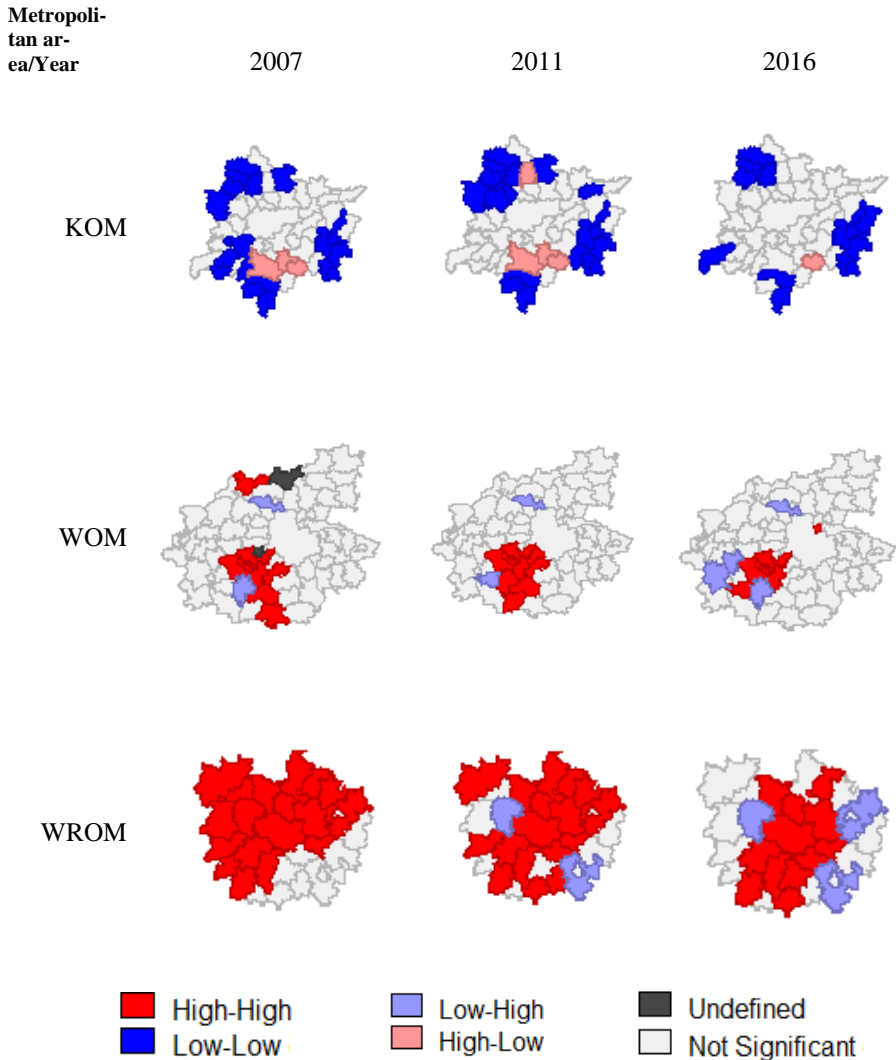 Metropoli-
tan ar-
ea/Year
2007 2011 2016
KOM
WOM
WROM
High-High Low-High Undefined
Low-Low High-Low Not Significant